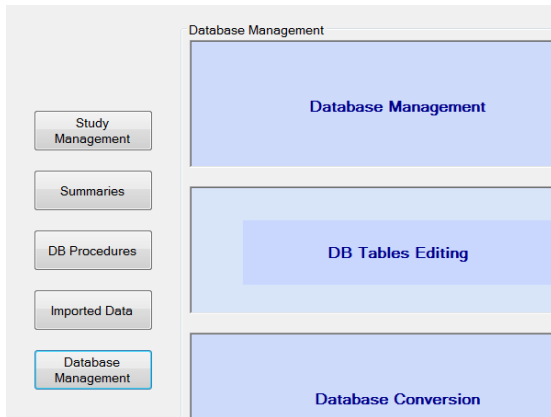 Database Management
Database Management
Study
Management
Summaries
DB Procedures
DB Tables Editing
Imported Data
Database
Management
Database Conversion